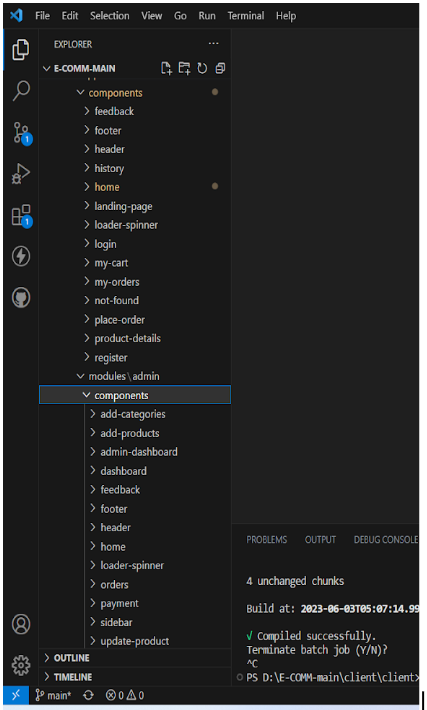 File Edit Selection View Go Run Terminal Help
EXPLORER ...
E-COMM-MAIN
components
feedback
footer
header
history
home
landing-page
loader-spinner
login
my-cart
my-orders
not-found
place-order
product-details
register
modules\admin
components
add-categories
add-products
admin-dashboard
dashboard
feedback
footer
header
home
loader-spinner
orders
payment
sidebar
update-product
OUTLINE
TIMELINE
1
1
PROBLEMS OUTPUT DEBUG CONSOLE
4 unchanged chunks
Build at: 2023-06-03T05:07:14.99
√ Compiled successfully.
Terminate batch job (Y/N)?
^C
PS D:\E-COMM-main\client\client>
main* 0 0